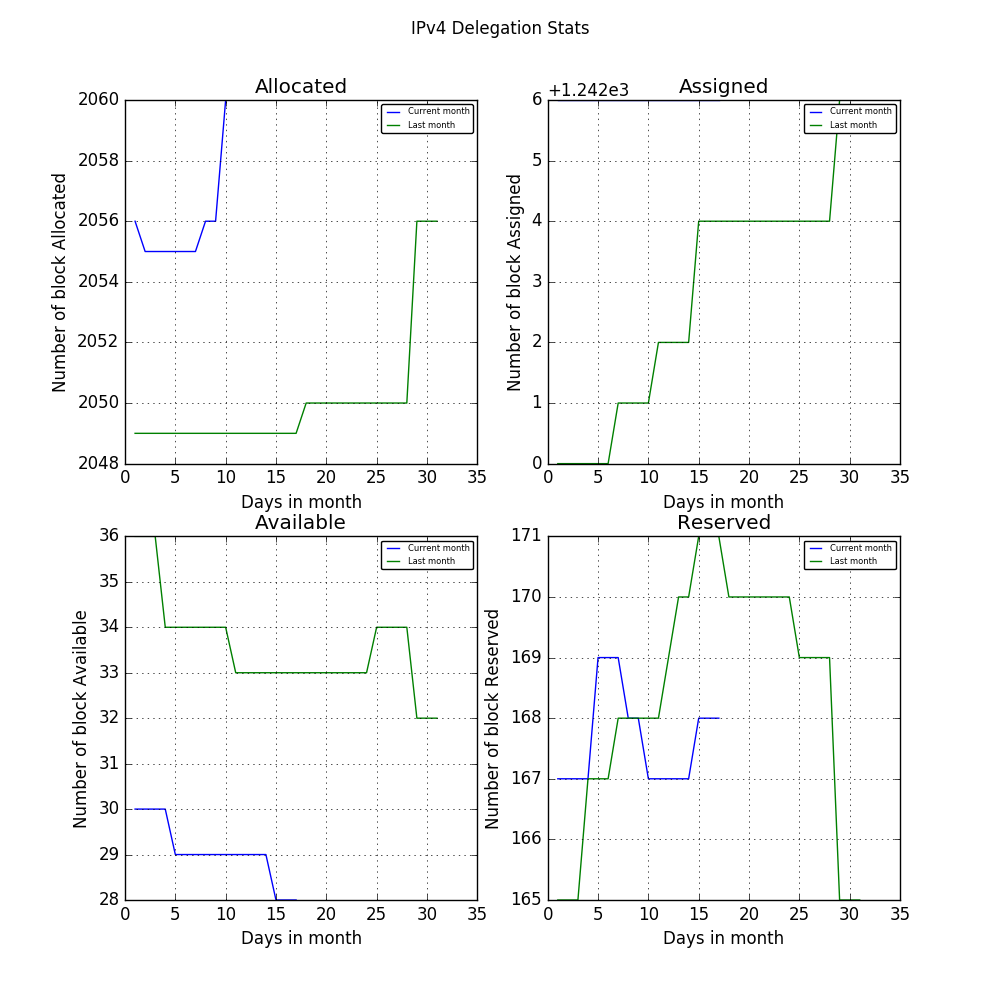 IPv4 Delegation Stats
Allocated
Number of block Allocated
2060
2058
2056
2054
2052
2050
2048
0 5 10 15 20 25 30 35
Days in month
Current month
Last month
Assigned
+1.242e3
Number of block Assigned
6
5
4
3
2
1
0
0 5 10 15 20 25 30 35
Days in month
Current month
Last month
Available
Number of block Available
36
35
34
33
32
31
30
29
28
0 5 10 15 20 25 30 35
Days in month
Current month
Last month
Reserved
Number of block Reserved
171
170
169
168
167
166
165
0 5 10 15 20 25 30 35
Days in month
Current month
Last month